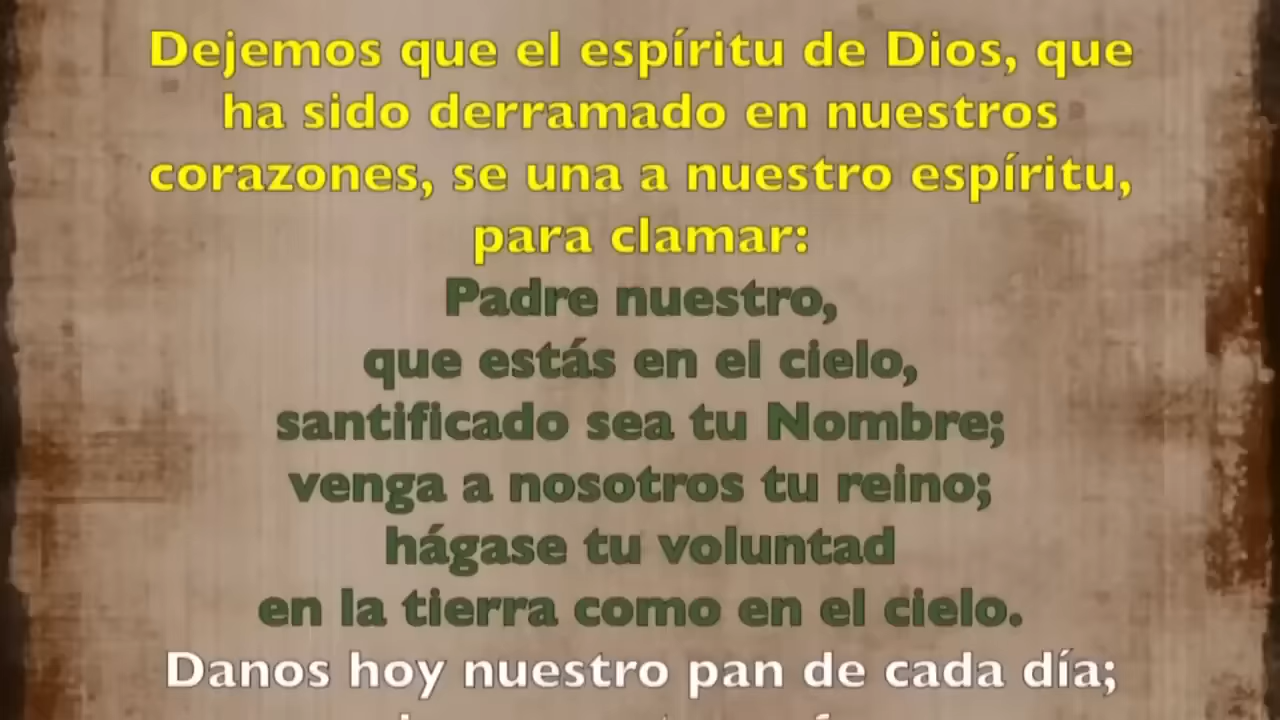 Dejemos que el espíritu de Dios, que
ha sido derramado en nuestros
corazones, se una a nuestro espíritu,
para clamar:
Padre nuestro,
que estás en el cielo,
santificado sea tu Nombre;
venga a nosotros tu reino;
hágase tu voluntad
en la tierra como en el cielo.
Danos hoy nuestro pan de cada día;